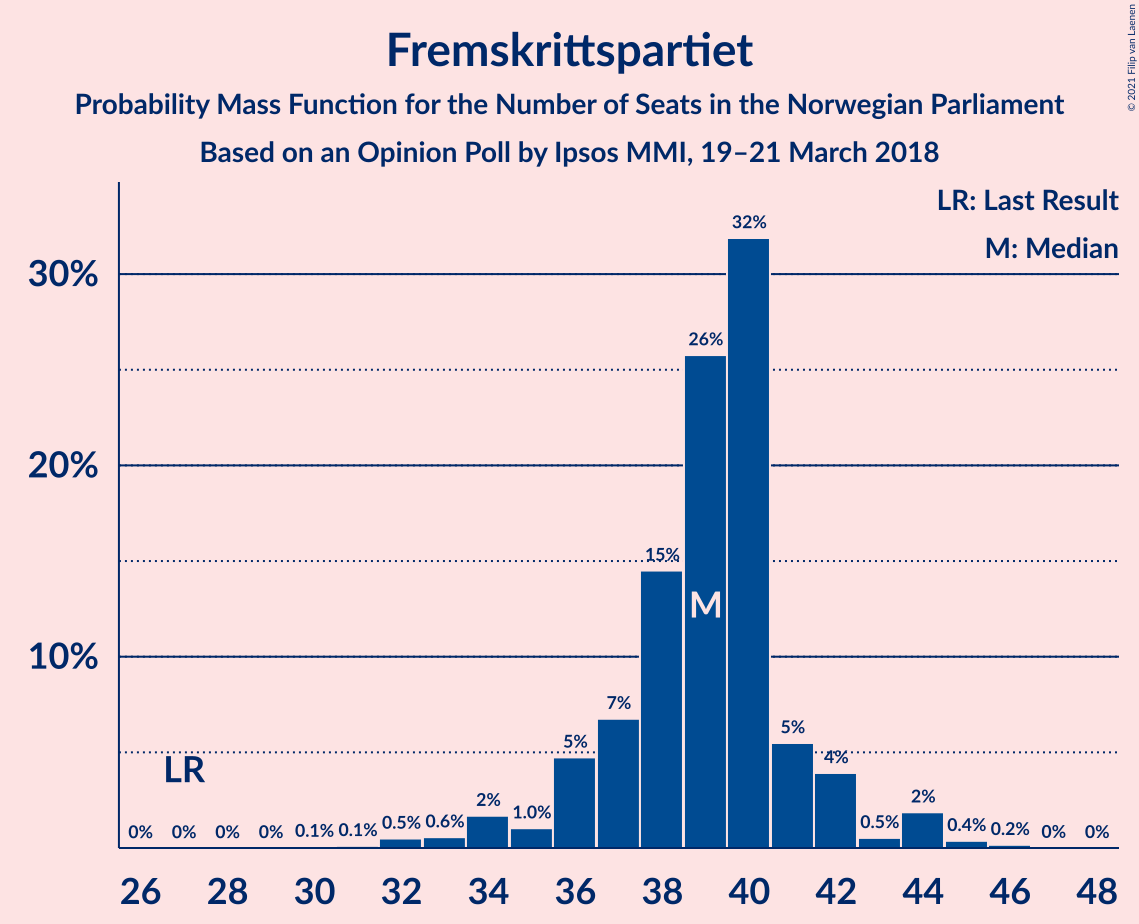 Fremskrittspartiet
Probability Mass Function for the Number of Seats in the Norwegian Parliament
Based on an Opinion Poll by Ipsos MMI, 19–21 March 2018
© 2021 Filip van Laenen
LR: Last Result
M: Median
32%
30%
26%
20%
15%
M
10%
7%
5%
5%
4%
LR
2%
2%
0% 0% 0% 0% 0.1% 0.1% 0.5% 0.6% 1.0% 0.5% 0.4% 0.2% 0% 0%
26 28 30 32 34 36 38 40 42 44 46 48